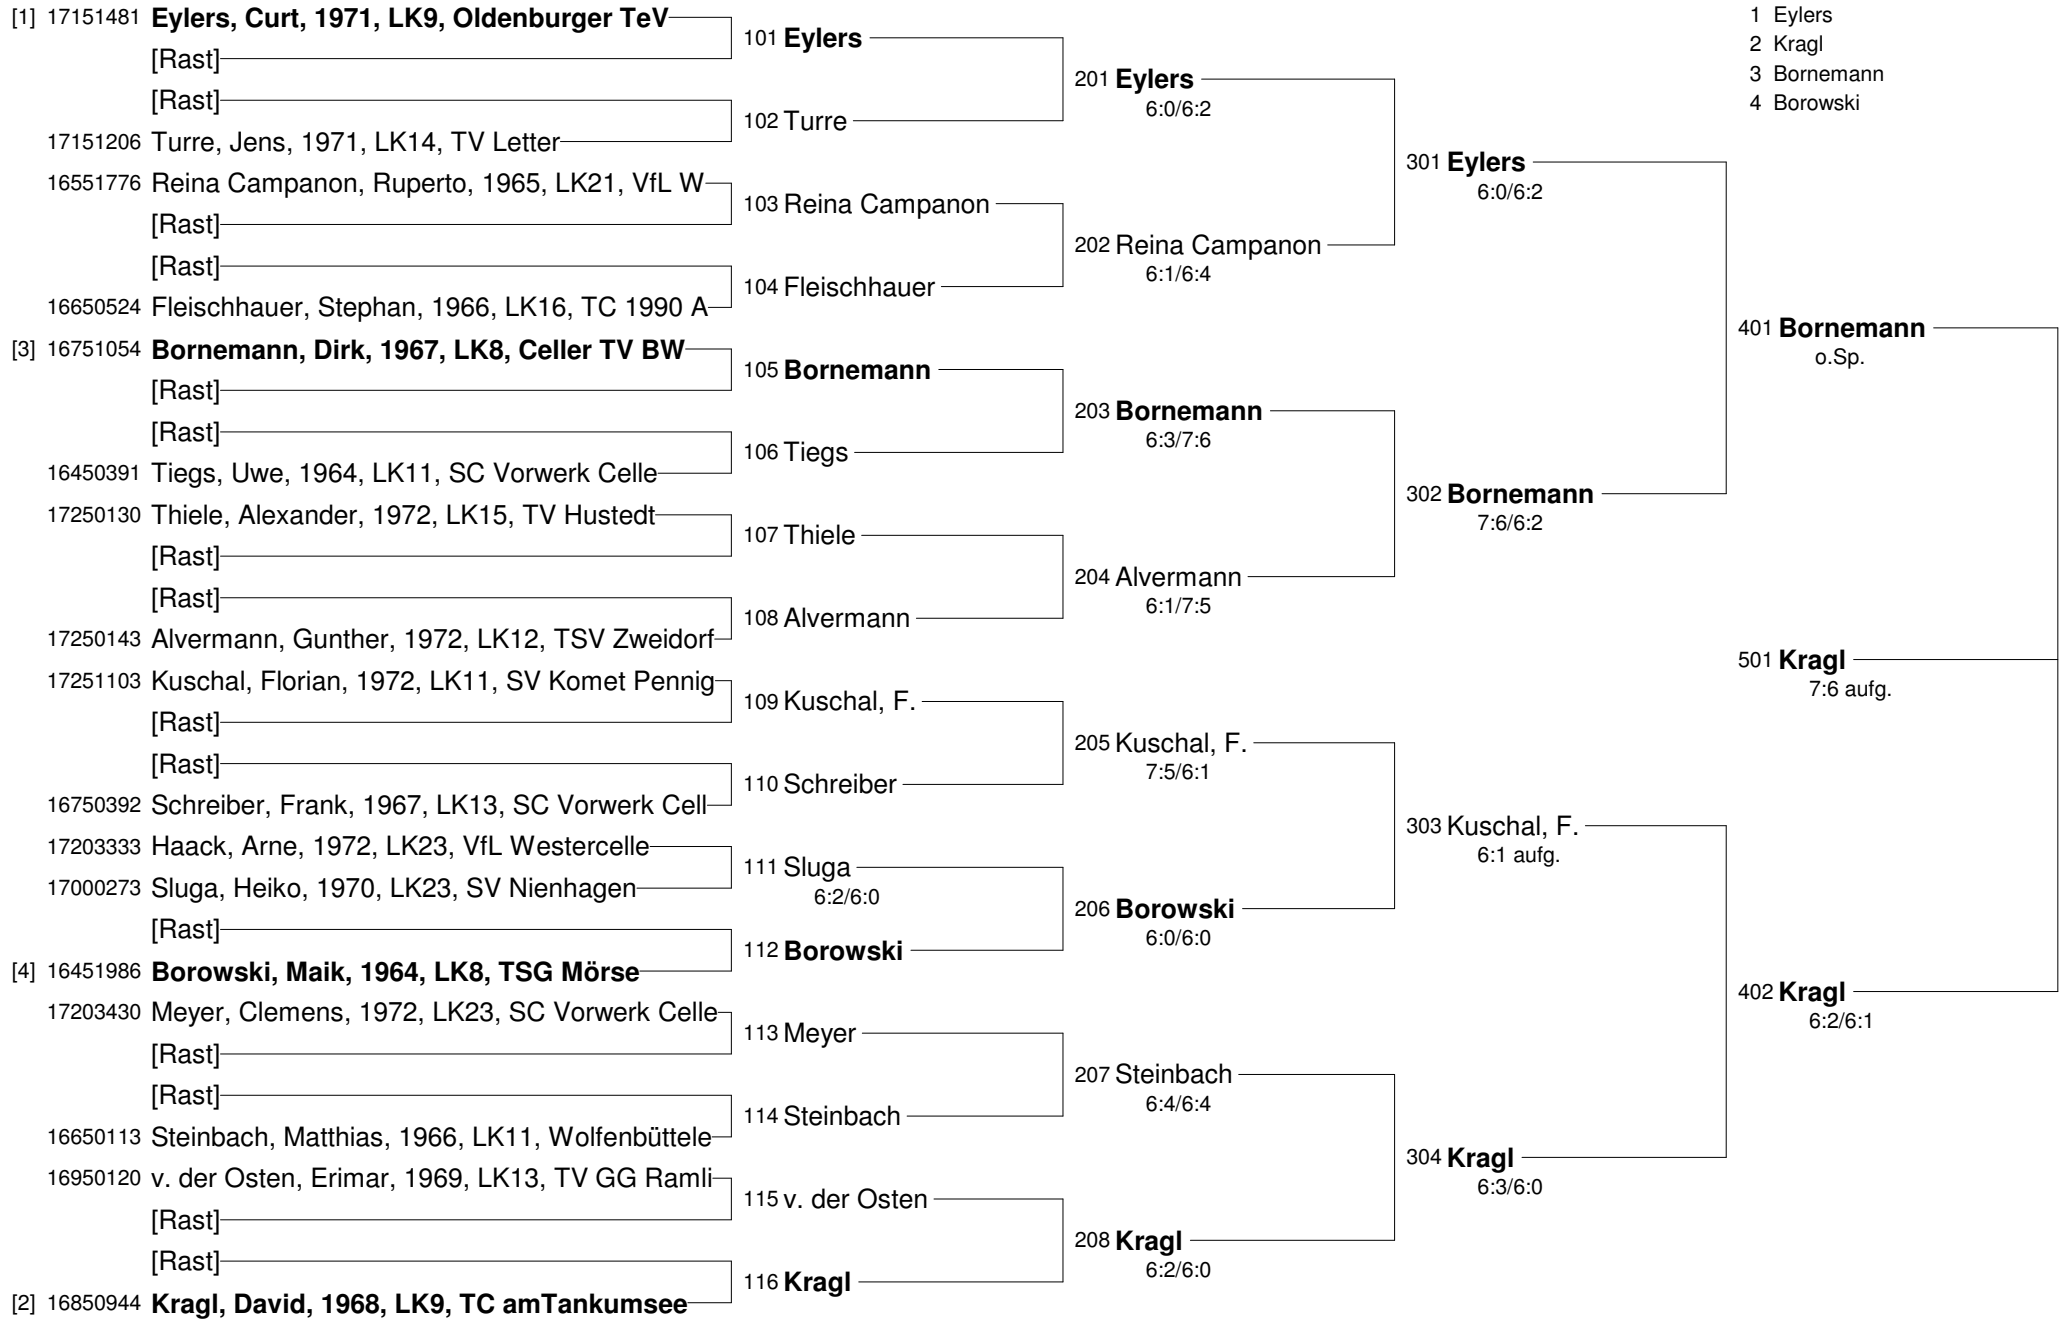 [1] 17151481 Eylers, Curt, 1971, LK9, Oldenburger TeV
[Rast]
[Rast]
17151206 Turre, Jens, 1971, LK14, TV Letter
16551776 Reina Campanon, Ruperto, 1965, LK21, VfL W
[Rast]
[Rast]
16650524 Fleischhauer, Stephan, 1966, LK16, TC 1990 A
[3] 16751054 Bornemann, Dirk, 1967, LK8, Celler TV BW
[Rast]
[Rast]
16450391 Tiegs, Uwe, 1964, LK11, SC Vorwerk Celle
17250130 Thiele, Alexander, 1972, LK15, TV Hustedt
[Rast]
[Rast]
17250143 Alvermann, Gunther, 1972, LK12, TSV Zweidorf
17251103 Kuschal, Florian, 1972, LK11, SV Komet Pennig
[Rast]
[Rast]
16750392 Schreiber, Frank, 1967, LK13, SC Vorwerk Cell
17203333 Haack, Arne, 1972, LK23, VfL Westercelle
17000273 Sluga, Heiko, 1970, LK23, SV Nienhagen
[Rast]
[4] 16451986 Borowski, Maik, 1964, LK8, TSG Mörse
17203430 Meyer, Clemens, 1972, LK23, SC Vorwerk Celle
[Rast]
[Rast]
16650113 Steinbach, Matthias, 1966, LK11, Wolfenbüttele
16950120 v. der Osten, Erimar, 1969, LK13, TV GG Ramli
[Rast]
[Rast]
[2] 16850944 Kragl, David, 1968, LK9, TC amTankumsee
101 Eylers
102 Turre
103 Reina Campanon
104 Fleischhauer
105 Bornemann
106 Tiegs
107 Thiele
108 Alvermann
109 Kuschal, F.
110 Schreiber
111 Sluga
6:2/6:0
112 Borowski
113 Meyer
114 Steinbach
115 v. der Osten
116 Kragl
201 Eylers
6:0/6:2
202 Reina Campanon
6:1/6:4
203 Bornemann
6:3/7:6
204 Alvermann
6:1/7:5
205 Kuschal, F.
7:5/6:1
206 Borowski
6:0/6:0
207 Steinbach
6:4/6:4
208 Kragl
6:2/6:0
301 Eylers
6:0/6:2
302 Bornemann
7:6/6:2
303 Kuschal, F.
6:1 aufg.
304 Kragl
6:3/6:0
401 Bornemann
o.Sp.
501 Kragl
7:6 aufg.
402 Kragl
6:2/6:1
1 Eylers
2 Kragl
3 Bornemann
4 Borowski